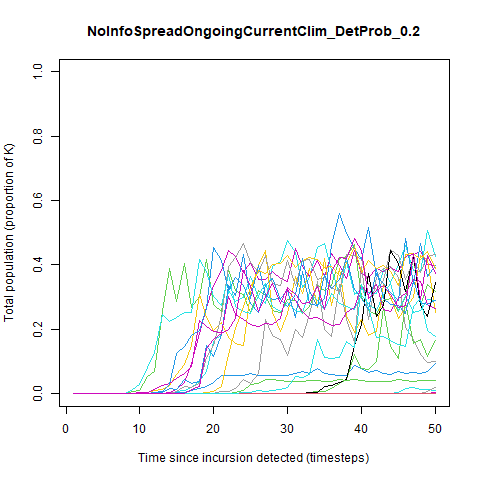 NoInfoSpreadOngoingCurrentClim_DetProb_0.2
Total population (proportion of K)
1.0
0.8
0.6
0.4
0.2
0.0
0 10 20 30 40 50
Time since incursion detected (timesteps)